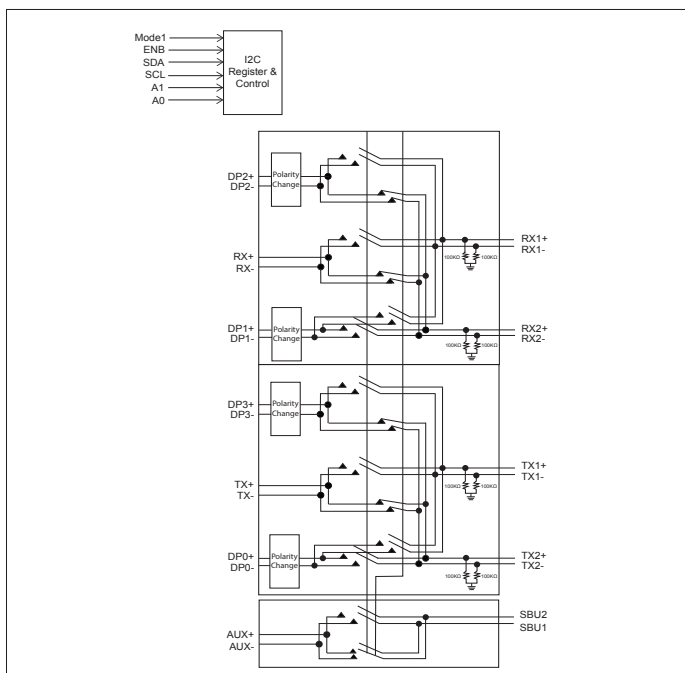 Mode1
ENB
SDA
SCL
A1
A0
I2C
Register &
Control
DP2+
DP2-
Polarity
Change
RX+
RX-
RX1+
RX1-
100KΩ 100KΩ
DP1+
DP1-
Polarity
Change
RX2+
RX2-
100KΩ 100KΩ
DP3+
DP3-
Polarity
Change
TX+
TX-
TX1+
TX1-
100KΩ 100KΩ
DP0+
DP0-
Polarity
Change
TX2+
TX2-
100KΩ 100KΩ
AUX+
AUX-
SBU2
SBU1